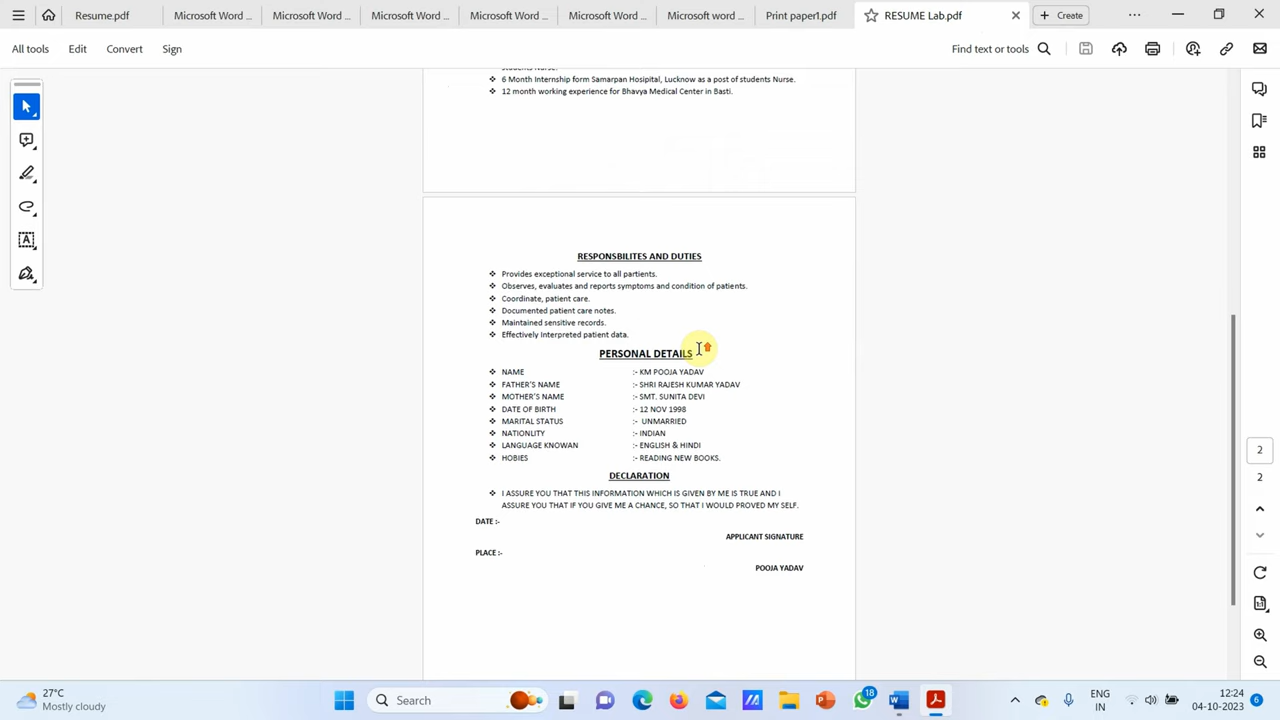 Resume.pdf
Microsoft Word ...
Microsoft Word ...
Microsoft Word ...
Microsoft Word ...
Microsoft Word ...
Microsoft word ...
Print paper1.pdf
RESUME Lab.pdf
Create
All tools
Edit
Convert
Sign
Find text or tools
students Nurse.
6 Month Internship form Samarpan Hosipital, Lucknow as a post of students Nurse.
12 month working experience for Bhavya Medical Center in Basti.
RESPONSBILITES AND DUTIES
Provides exceptional service to all partients.
Observes, evaluates and reports symptoms and condition of patients.
Coordinate, patient care.
Documented patient care notes.
Maintained sensitive records.
Effectively Interpreted patient data.
PERSONAL DETAILS
NAME :- KM POOJA YADAV
FATHER'S NAME :- SHRI RAJESH KUMAR YADAV
MOTHER'S NAME :- SMT. SUNITA DEVI
DATE OF BIRTH :- 12 NOV 1998
MARITAL STATUS :- UNMARRIED
NATIONLITY :- INDIAN
LANGUAGE KNOWAN :- ENGLISH & HINDI
HOBIES :- READING NEW BOOKS.
DECLARATION
I ASSURE YOU THAT THIS INFORMATION WHICH IS GIVEN BY ME IS TRUE AND I
ASSURE YOU THAT IF YOU GIVE ME A CHANCE, SO THAT I WOULD PROVED MY SELF.
DATE :-
APPLICANT SIGNATURE
PLACE :-
POOJA YADAV
2
2
27°C
Mostly cloudy
Search
18
ENG
IN
12:24
04-10-2023
6